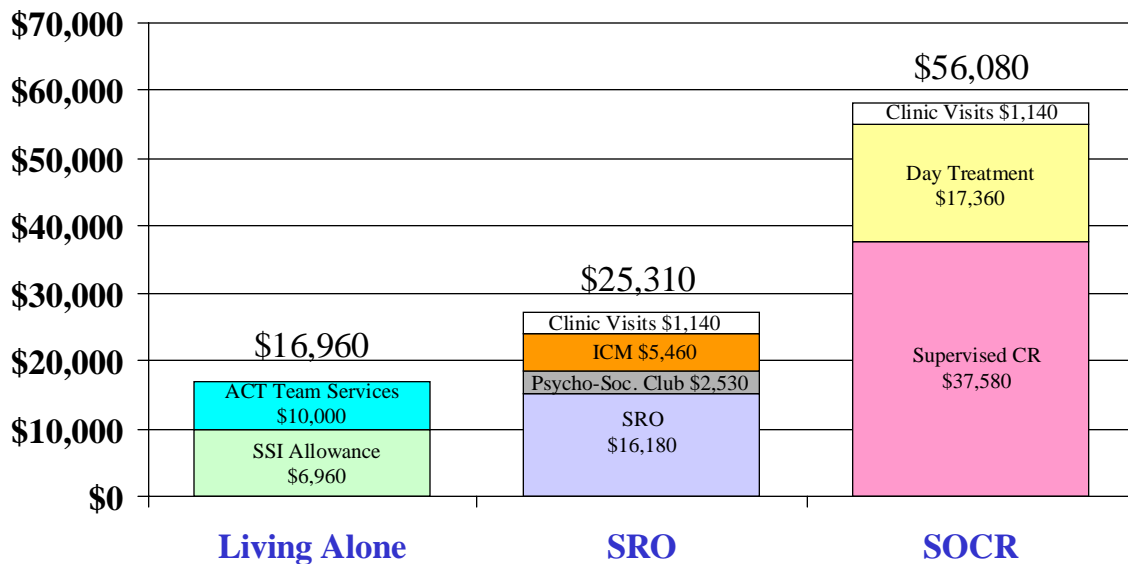 $70,000
$60,000
$50,000
$40,000
$30,000
$20,000
$10,000
$0
$16,960
ACT Team Services
$10,000
SSI Allowance
$6,960
$25,310
Clinic Visits $1,140
ICM $5,460
Psycho-Soc. Club $2,530
SRO
$16,180
$56,080
Clinic Visits $1,140
Day Treatment
$17,360
Supervised CR
$37,580
Living Alone
SRO
SOCR